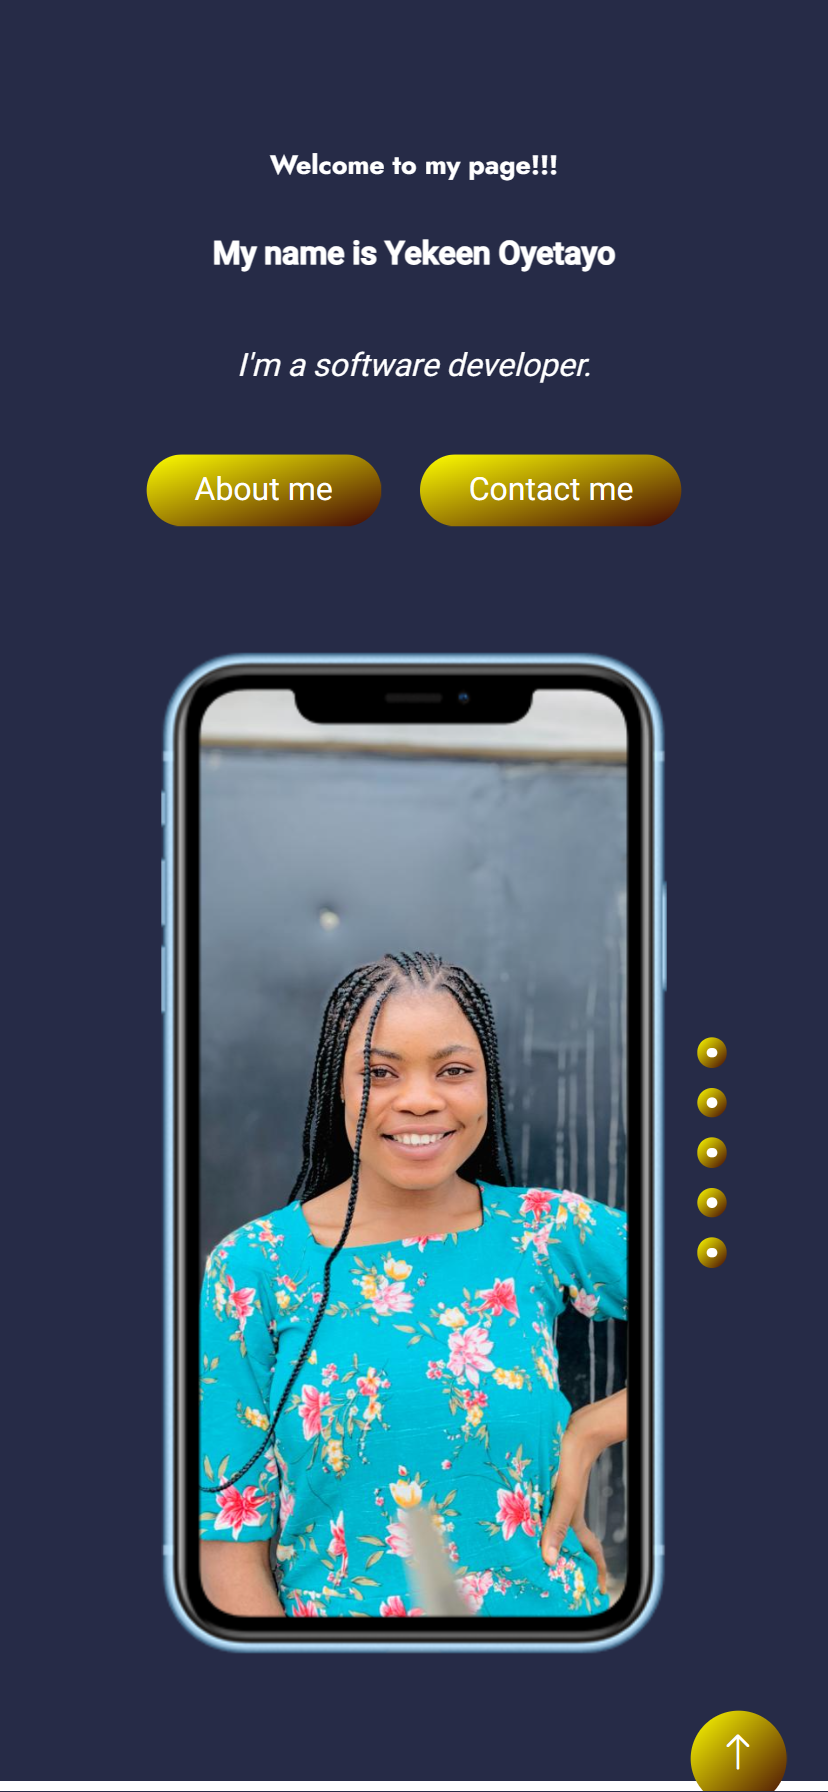 Welcome to my page!!!
My name is Yekeen Oyetayo
I'm a software developer.
About me
Contact me